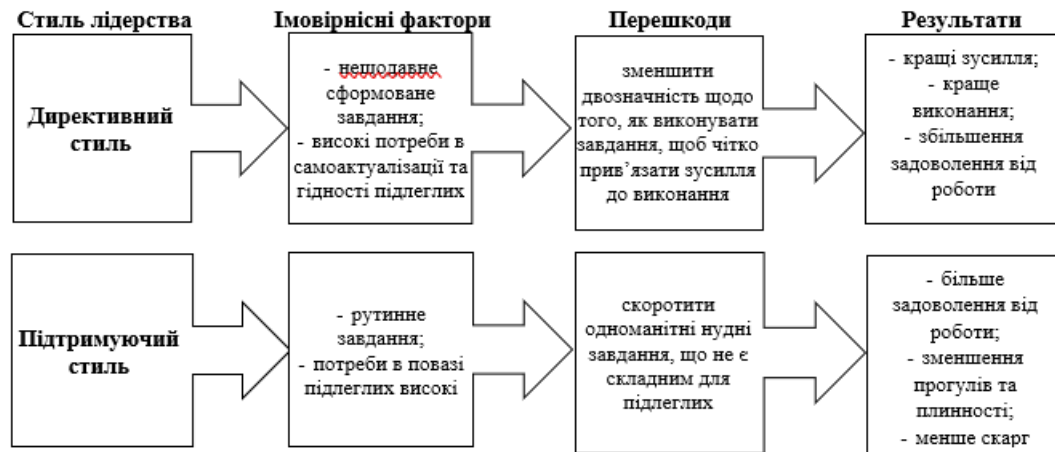 Стиль лідерства
Імовірнісні фактори
Перешкоди
Результати
Директивний
стиль
- нещодавне
сформоване
завдання;
- високі потреби в
самоактуалізації та
гідності підлеглих
зменшити
двозначність щодо
того, як виконувати
завдання, щоб чітко
прив’язати зусилля
до виконання
- кращі зусилля;
- краще
виконання;
- збільшення
задоволення від
роботи
Підтримуючий
стиль
- рутинне
завдання;
- потреби в повазі
підлеглих високі
скоротити
одноманітні нудні
завдання, що не є
складним для
підлеглих
- більше
задоволення від
роботи;
- зменшення
прогулів та
плинності;
- менше скарг